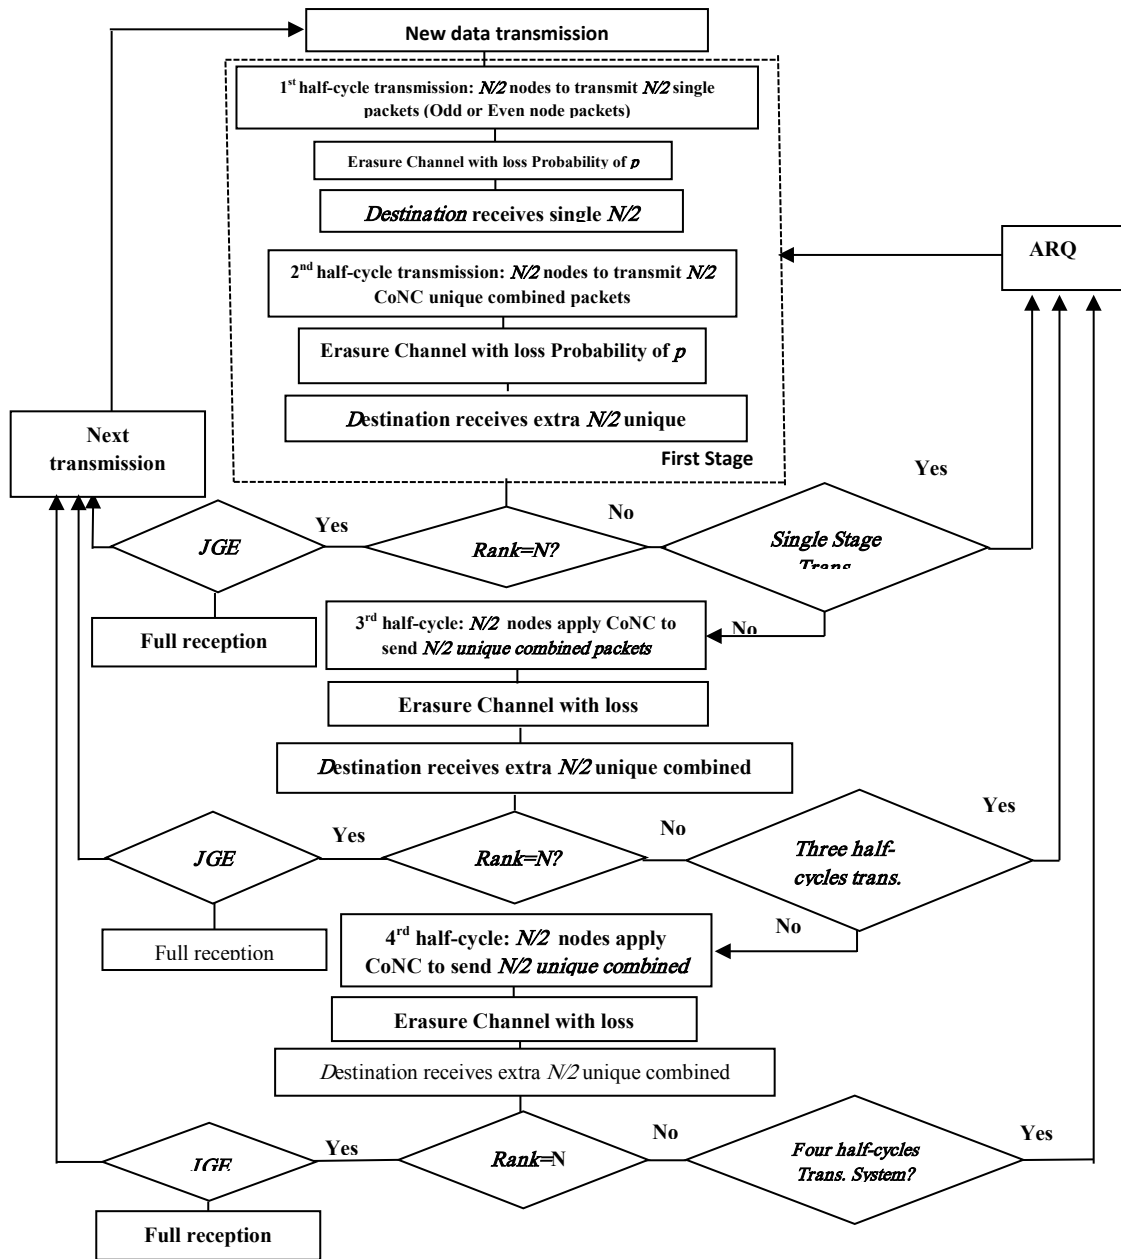 New data transmission
1st half-cycle transmission: N/2 nodes to transmit N/2 single
packets (Odd or Even node packets)
Erasure Channel with loss Probability of p
Destination receives single N/2
2nd half-cycle transmission: N/2 nodes to transmit N/2
CoNC unique combined packets
Erasure Channel with loss Probability of p
Destination receives extra N/2 unique
First Stage
ARQ
Next
transmission
Yes
JGE
Yes
Rank=N?
No
Single Stage
Trans
Full reception
3rd half-cycle: N/2 nodes apply CoNC to
send N/2 unique combined packets
No
Erasure Channel with loss
Destination receives extra N/2 unique combined
JGE
Yes
Rank=N?
No
Three half-
cycles trans.
Yes
Full reception
4rd half-cycle: N/2 nodes apply
CoNC to send N/2 unique combined
No
Erasure Channel with loss
Destination receives extra N/2 unique combined
JGE
Yes
Rank=N
No
Four half-cycles
Trans. System?
Yes
Full reception